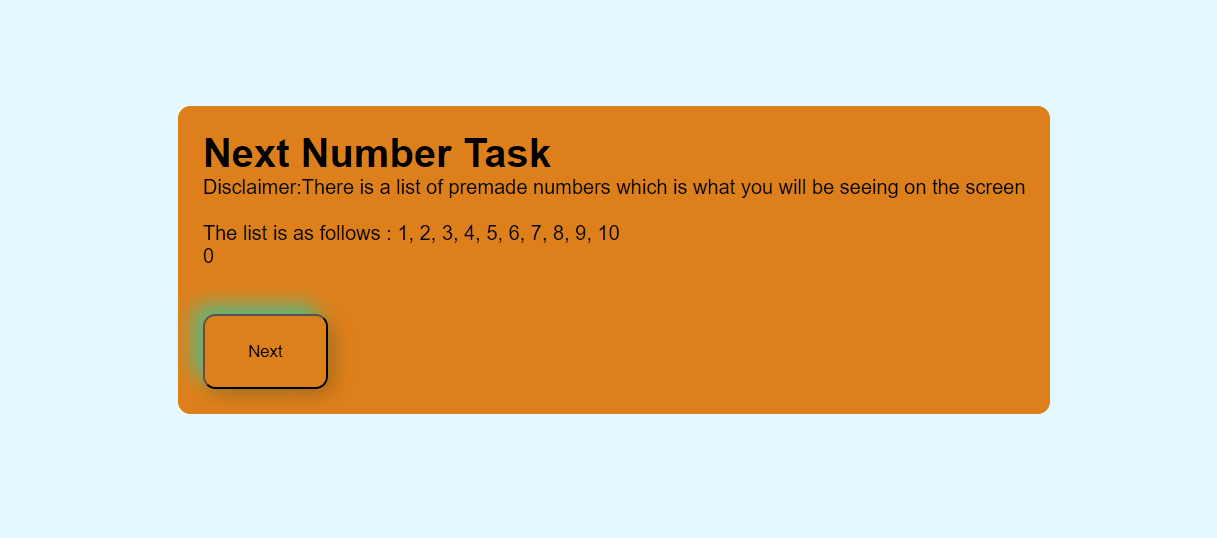 Next Number Task
Disclaimer:There is a list of premade numbers which is what you will be seeing on the screen
The list is as follows : 1, 2, 3, 4, 5, 6, 7, 8, 9, 10
0
Next